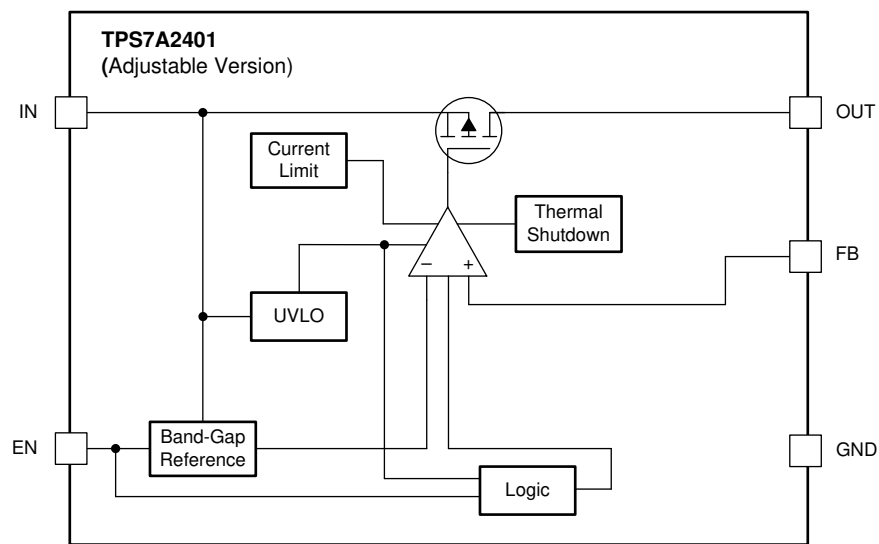 TPS7A2401
(Adjustable Version)
IN
OUT
Current
Limit
Thermal
Shutdown
FB
− +
UVLO
EN
Band-Gap
Reference
GND
Logic